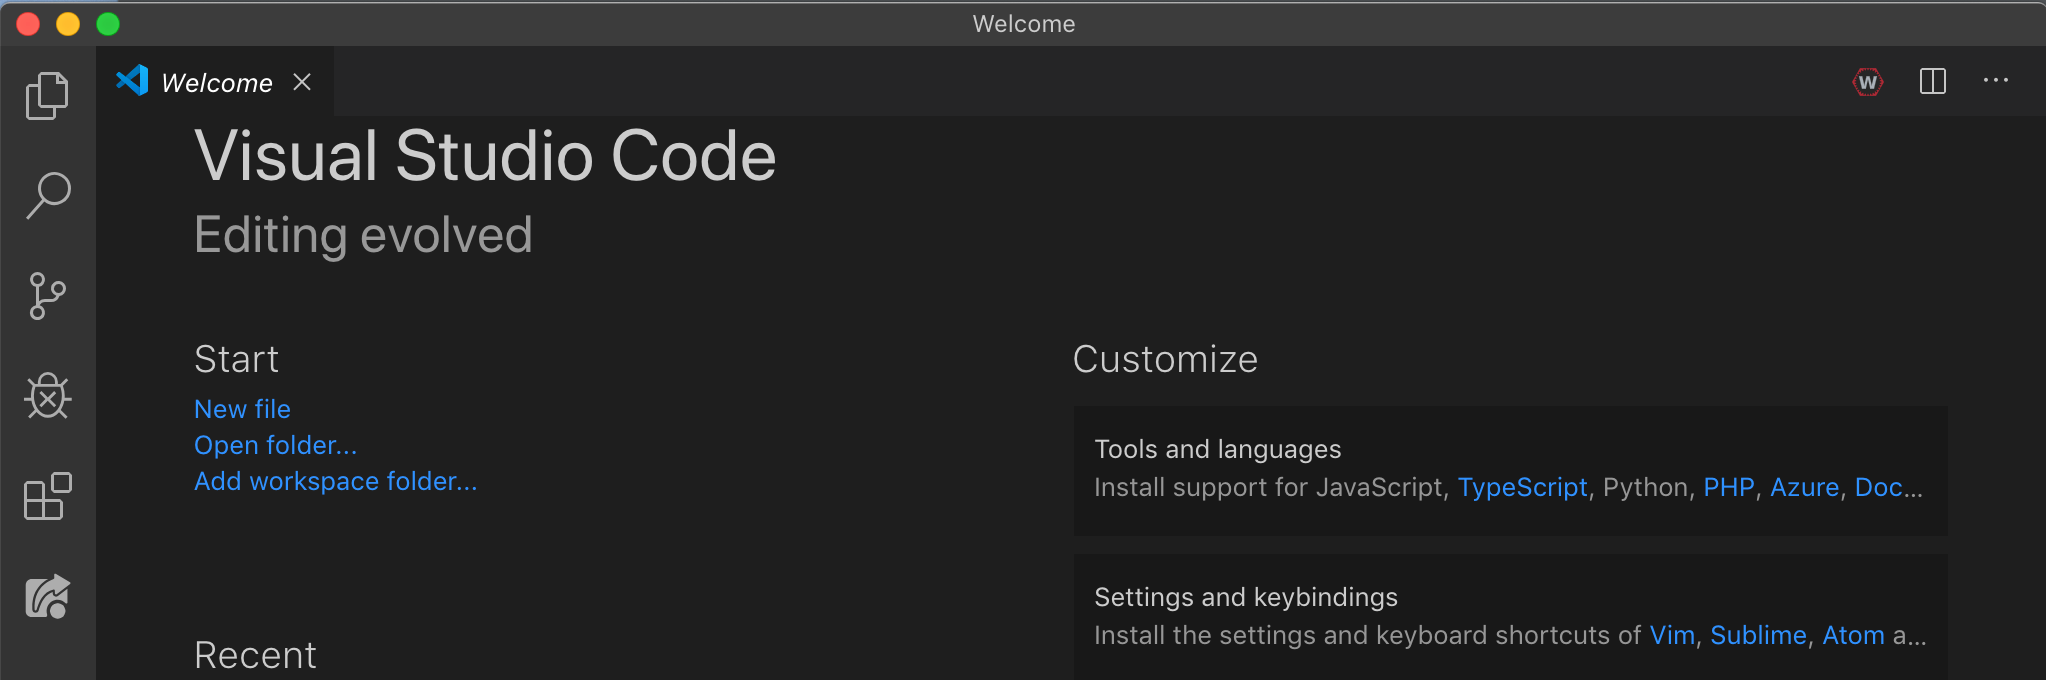 Welcome
Welcome
W
Visual Studio Code
Editing evolved
Start
New file
Open folder...
Add workspace folder...
Recent
Customize
Tools and languages
Install support for JavaScript, TypeScript, Python, PHP, Azure, Doc...
Settings and keybindings
Install the settings and keyboard shortcuts of Vim, Sublime, Atom a...